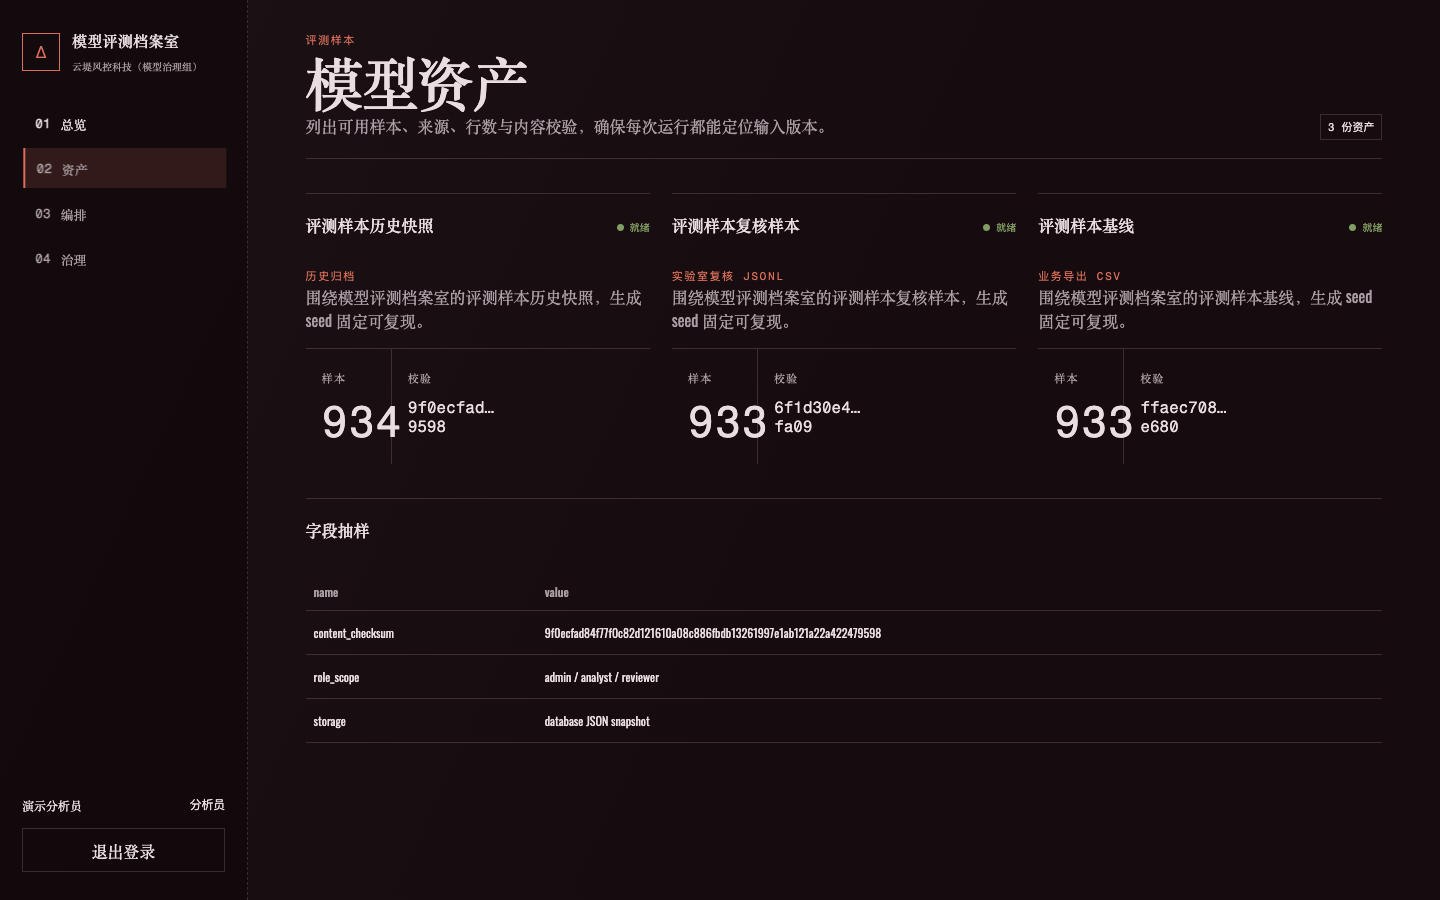 Δ
模型评测档案室
云堤风控科技（模型治理组）
01 总览
02 资产
03 编排
04 治理
演示分析员 分析员
退出登录
评测样本
模型资产
列出可用样本、来源、行数与内容校验，确保每次运行都能定位输入版本。
3 份资产
评测样本历史快照 就绪
历史归档
围绕模型评测档案室的评测样本历史快照，生成
seed 固定可复现。
样本 校验
934 9f0ecfad…
9598
评测样本复核样本 就绪
实验室复核 JSONL
围绕模型评测档案室的评测样本复核样本，生成
seed 固定可复现。
样本 校验
933 6f1d30e4…
fa09
评测样本基线 就绪
业务导出 CSV
围绕模型评测档案室的评测样本基线，生成 seed
固定可复现。
样本 校验
933 ffaec708…
e680
字段抽样
name value
content_checksum 9f0ecfad84f77f0c82d121610a08c886fbdb13261997e1ab121a22a422479598
role_scope admin / analyst / reviewer
storage database JSON snapshot